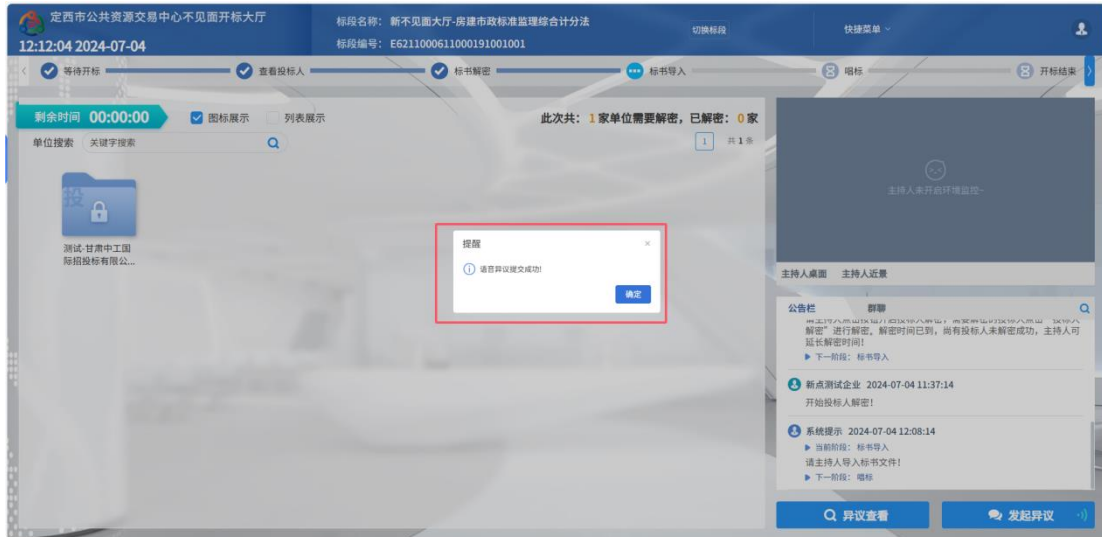 定西市公共资源交易中心不见面开标大厅
12:12:04 2024-07-04
标段名称： 新不见面大厅-房建市政标准监理综合计分法
标段编号： E6211000611000191001001
切换标段
快捷菜单
等待开标
查看投标人
标书解密
标书导入
唱标
开标结束
剩余时间 00:00:00
图标展示
列表展示
此次共： 1 家单位需要解密，已解密： 0 家
单位搜索 关键字搜索
1 共 1 条
投
测试-甘肃中工国
际招投标有限公...
提醒
×
语音异议提交成功!
确定
主持人未开启环境监控~
主持人桌面 主持人近景
公告栏 群聊
解密”进行解密。解密时间已到，尚有投标人未解密成功，主持人可
延长解密时间！
▶ 下一阶段： 标书导入
新点测试企业 2024-07-04 11:37:14
开始投标人解密！
系统提示 2024-07-04 12:08:14
▶ 当前阶段： 标书导入
请主持人导入标书文件！
▶ 下一阶段： 唱标
异议查看
发起异议